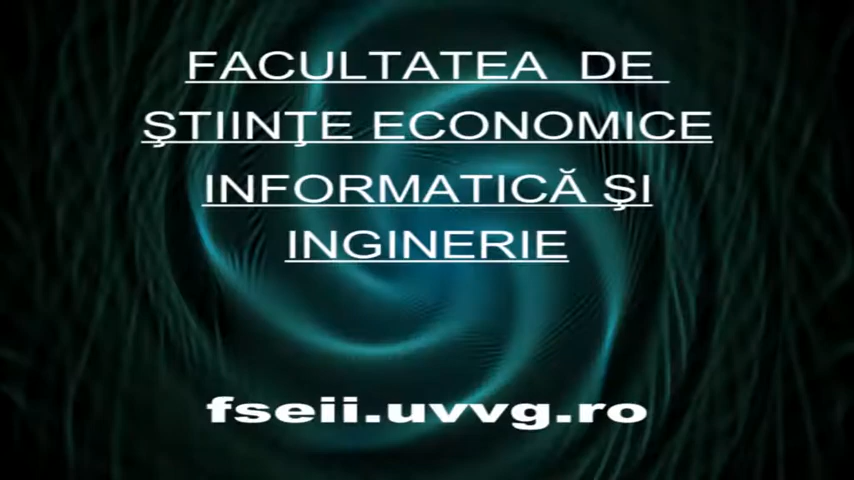 FACULTATEA DE
ŞTIINŢE ECONOMICE
INFORMATICĂ ŞI
INGINERIE
fseii.uvvg.ro